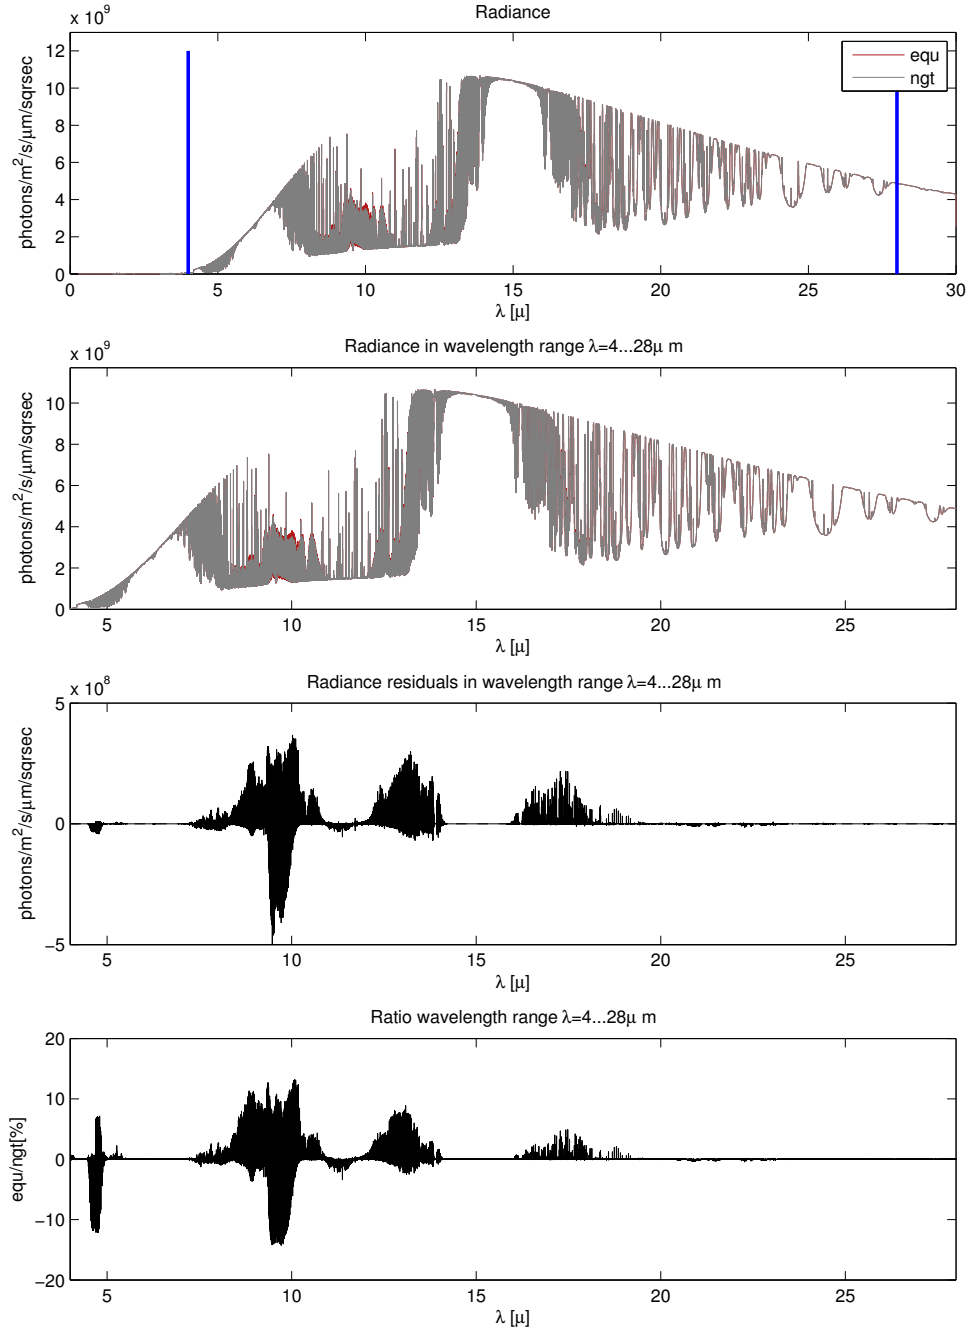 Radiance
x 10^9
12
10
8
6
4
2
0
photons/m^2/s/μm/sqrsec
equ
ngt
0 5 10 15 20 25 30
λ [μ]
Radiance in wavelength range λ=4...28μ m
x 10^9
10
8
6
4
2
0
photons/m^2/s/μm/sqrsec
5 10 15 20 25
λ [μ]
Radiance residuals in wavelength range λ=4...28μ m
x 10^8
5
0
−5
photons/m^2/s/μm/sqrsec
5 10 15 20 25
λ [μ]
Ratio wavelength range λ=4...28μ m
20
10
0
−10
−20
equ/ngt[%]
5 10 15 20 25
λ [μ]